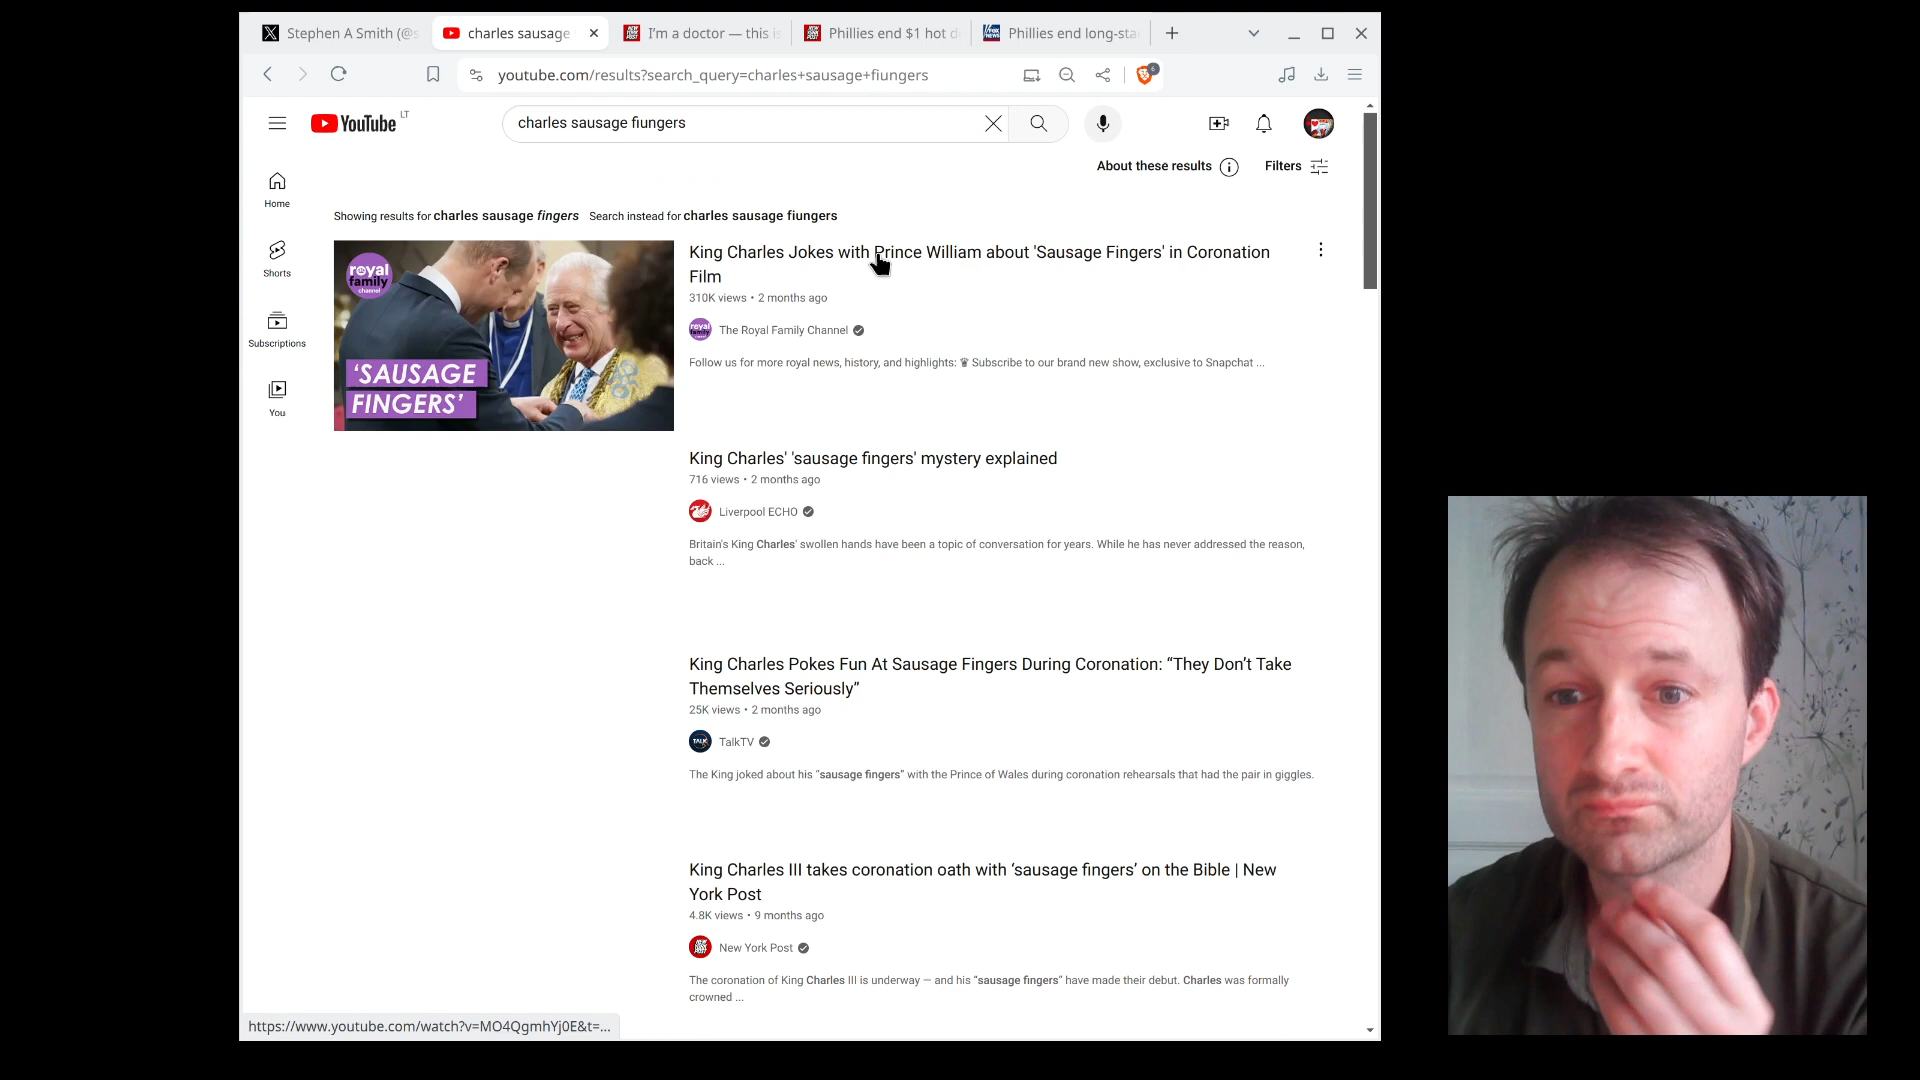 Stephen A Smith (@s
charles sausage
I'm a doctor — this is
Phillies end $1 hot d
Phillies end long-sta
youtube.com/results?search_query=charles+sausage+fiungers
6
YouTube LT
charles sausage fiungers
About these results
Filters
Home
Shorts
Subscriptions
You
Showing results for charles sausage fingers Search instead for charles sausage fiungers
royal
family
channel
'SAUSAGE
FINGERS'
King Charles Jokes with Prince William about 'Sausage Fingers' in Coronation
Film
310K views • 2 months ago
The Royal Family Channel
Follow us for more royal news, history, and highlights: ♛ Subscribe to our brand new show, exclusive to Snapchat ...
King Charles' 'sausage fingers' mystery explained
716 views • 2 months ago
Liverpool ECHO
Britain's King Charles' swollen hands have been a topic of conversation for years. While he has never addressed the reason,
back ...
King Charles Pokes Fun At Sausage Fingers During Coronation: “They Don’t Take
Themselves Seriously”
25K views • 2 months ago
TALK
TalkTV
The King joked about his “sausage fingers” with the Prince of Wales during coronation rehearsals that had the pair in giggles.
King Charles III takes coronation oath with ‘sausage fingers’ on the Bible | New
York Post
4.8K views • 9 months ago
New York Post
The coronation of King Charles III is underway — and his “sausage fingers” have made their debut. Charles was formally
crowned ...
https://www.youtube.com/watch?v=MO4QgmhYj0E&t=...